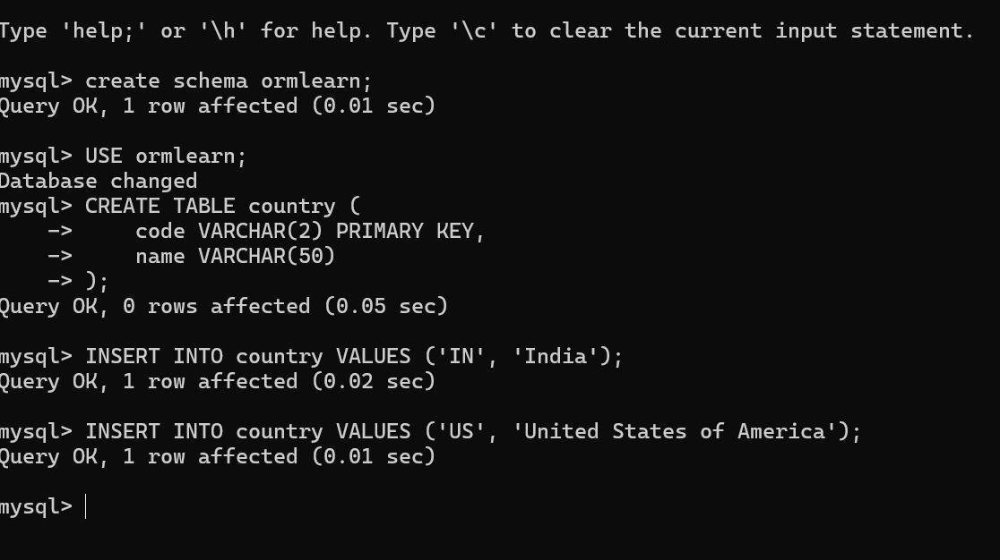 Type 'help;' or '\h' for help. Type '\c' to clear the current input statement.
mysql> create schema ormlearn;
Query OK, 1 row affected (0.01 sec)
mysql> USE ormlearn;
Database changed
mysql> CREATE TABLE country (
    ->     code VARCHAR(2) PRIMARY KEY,
    ->     name VARCHAR(50)
    -> );
Query OK, 0 rows affected (0.05 sec)
mysql> INSERT INTO country VALUES ('IN', 'India');
Query OK, 1 row affected (0.02 sec)
mysql> INSERT INTO country VALUES ('US', 'United States of America');
Query OK, 1 row affected (0.01 sec)
mysql>